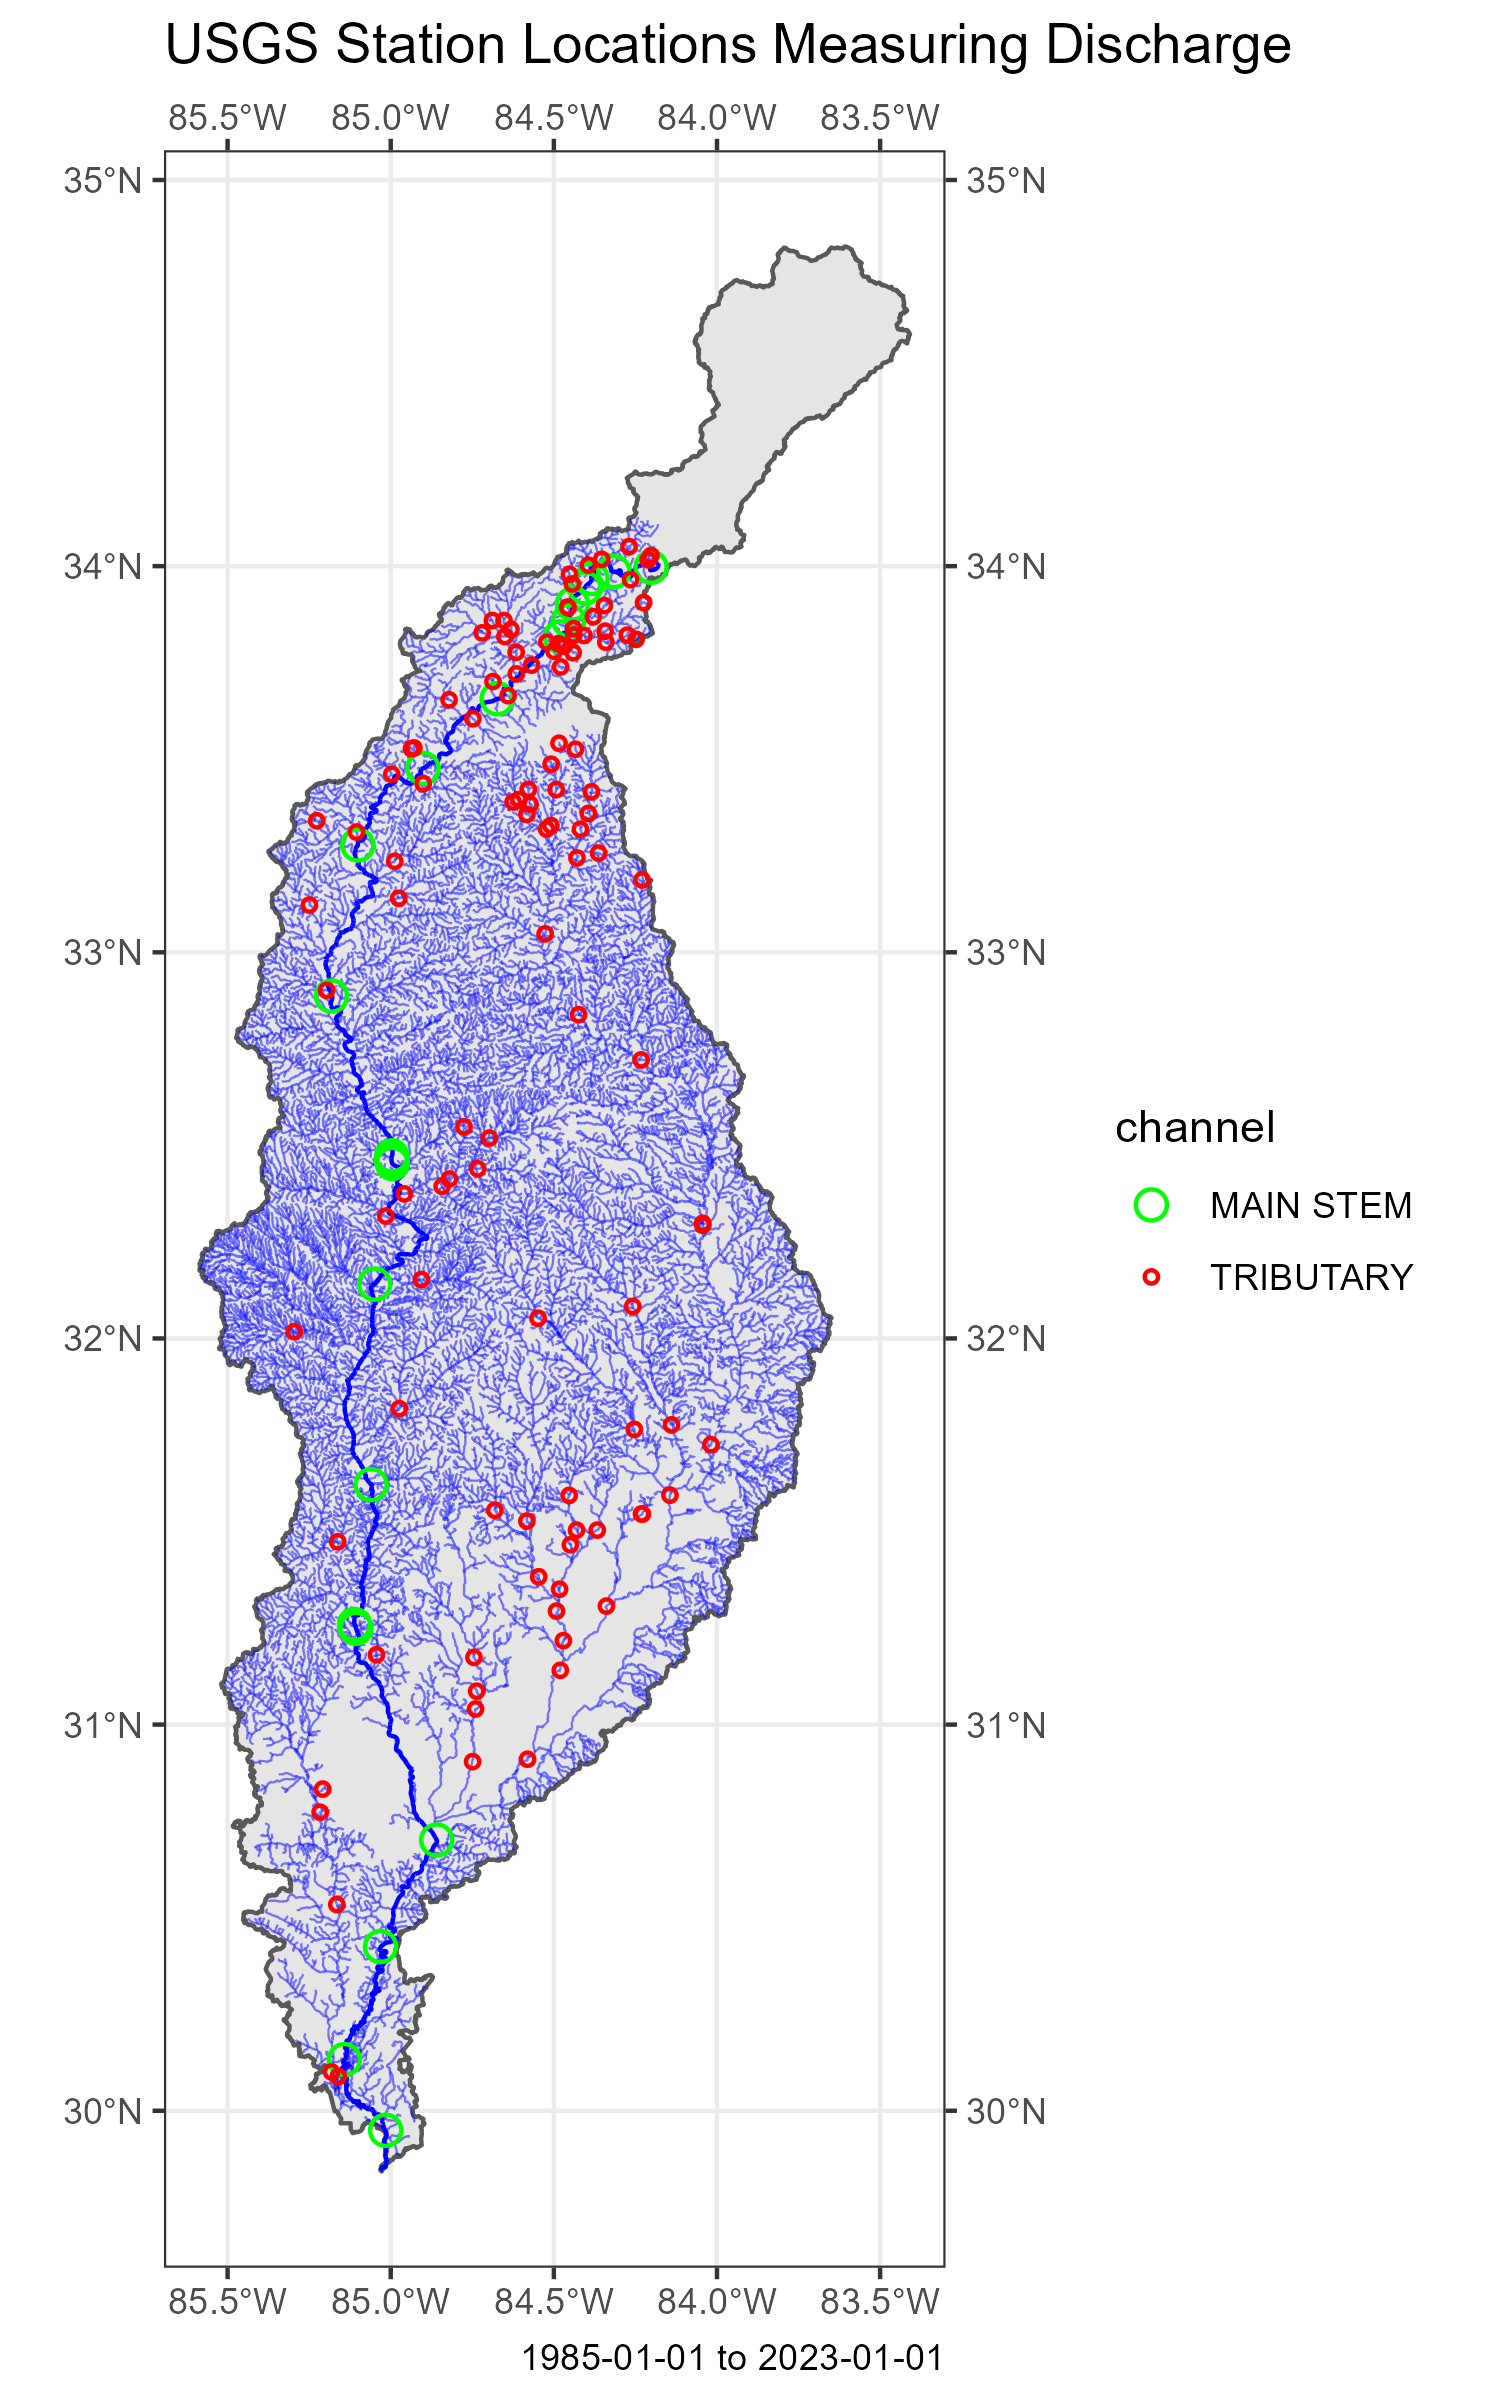 USGS Station Locations Measuring Discharge
85.5°W 85.0°W 84.5°W 84.0°W 83.5°W
35°N 35°N
34°N 34°N
33°N 33°N
channel
MAIN STEM
TRIBUTARY
32°N 32°N
31°N 31°N
30°N 30°N
85.5°W 85.0°W 84.5°W 84.0°W 83.5°W
1985-01-01 to 2023-01-01